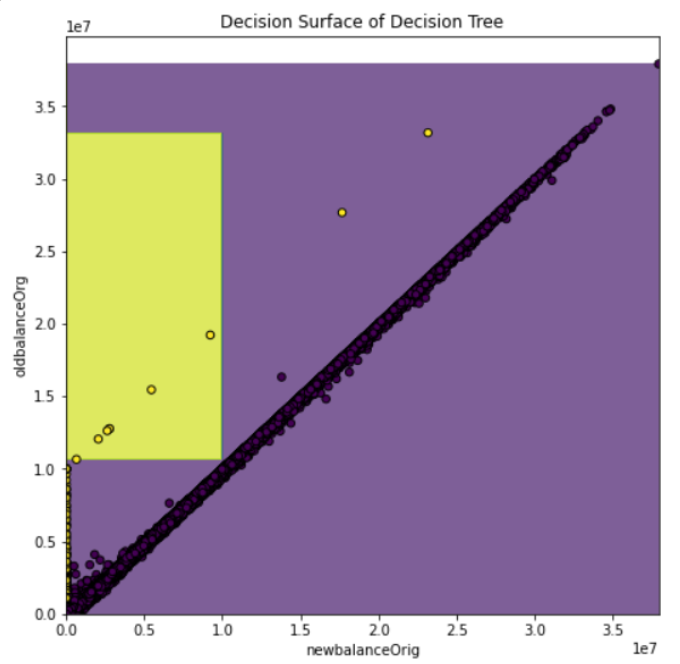 Decision Surface of Decision Tree
1e7
3.5
3.0
2.5
2.0
1.5
1.0
0.5
0.0
oldbalanceOrg
0.0 0.5 1.0 1.5 2.0 2.5 3.0 3.5
newbalanceOrig
1e7